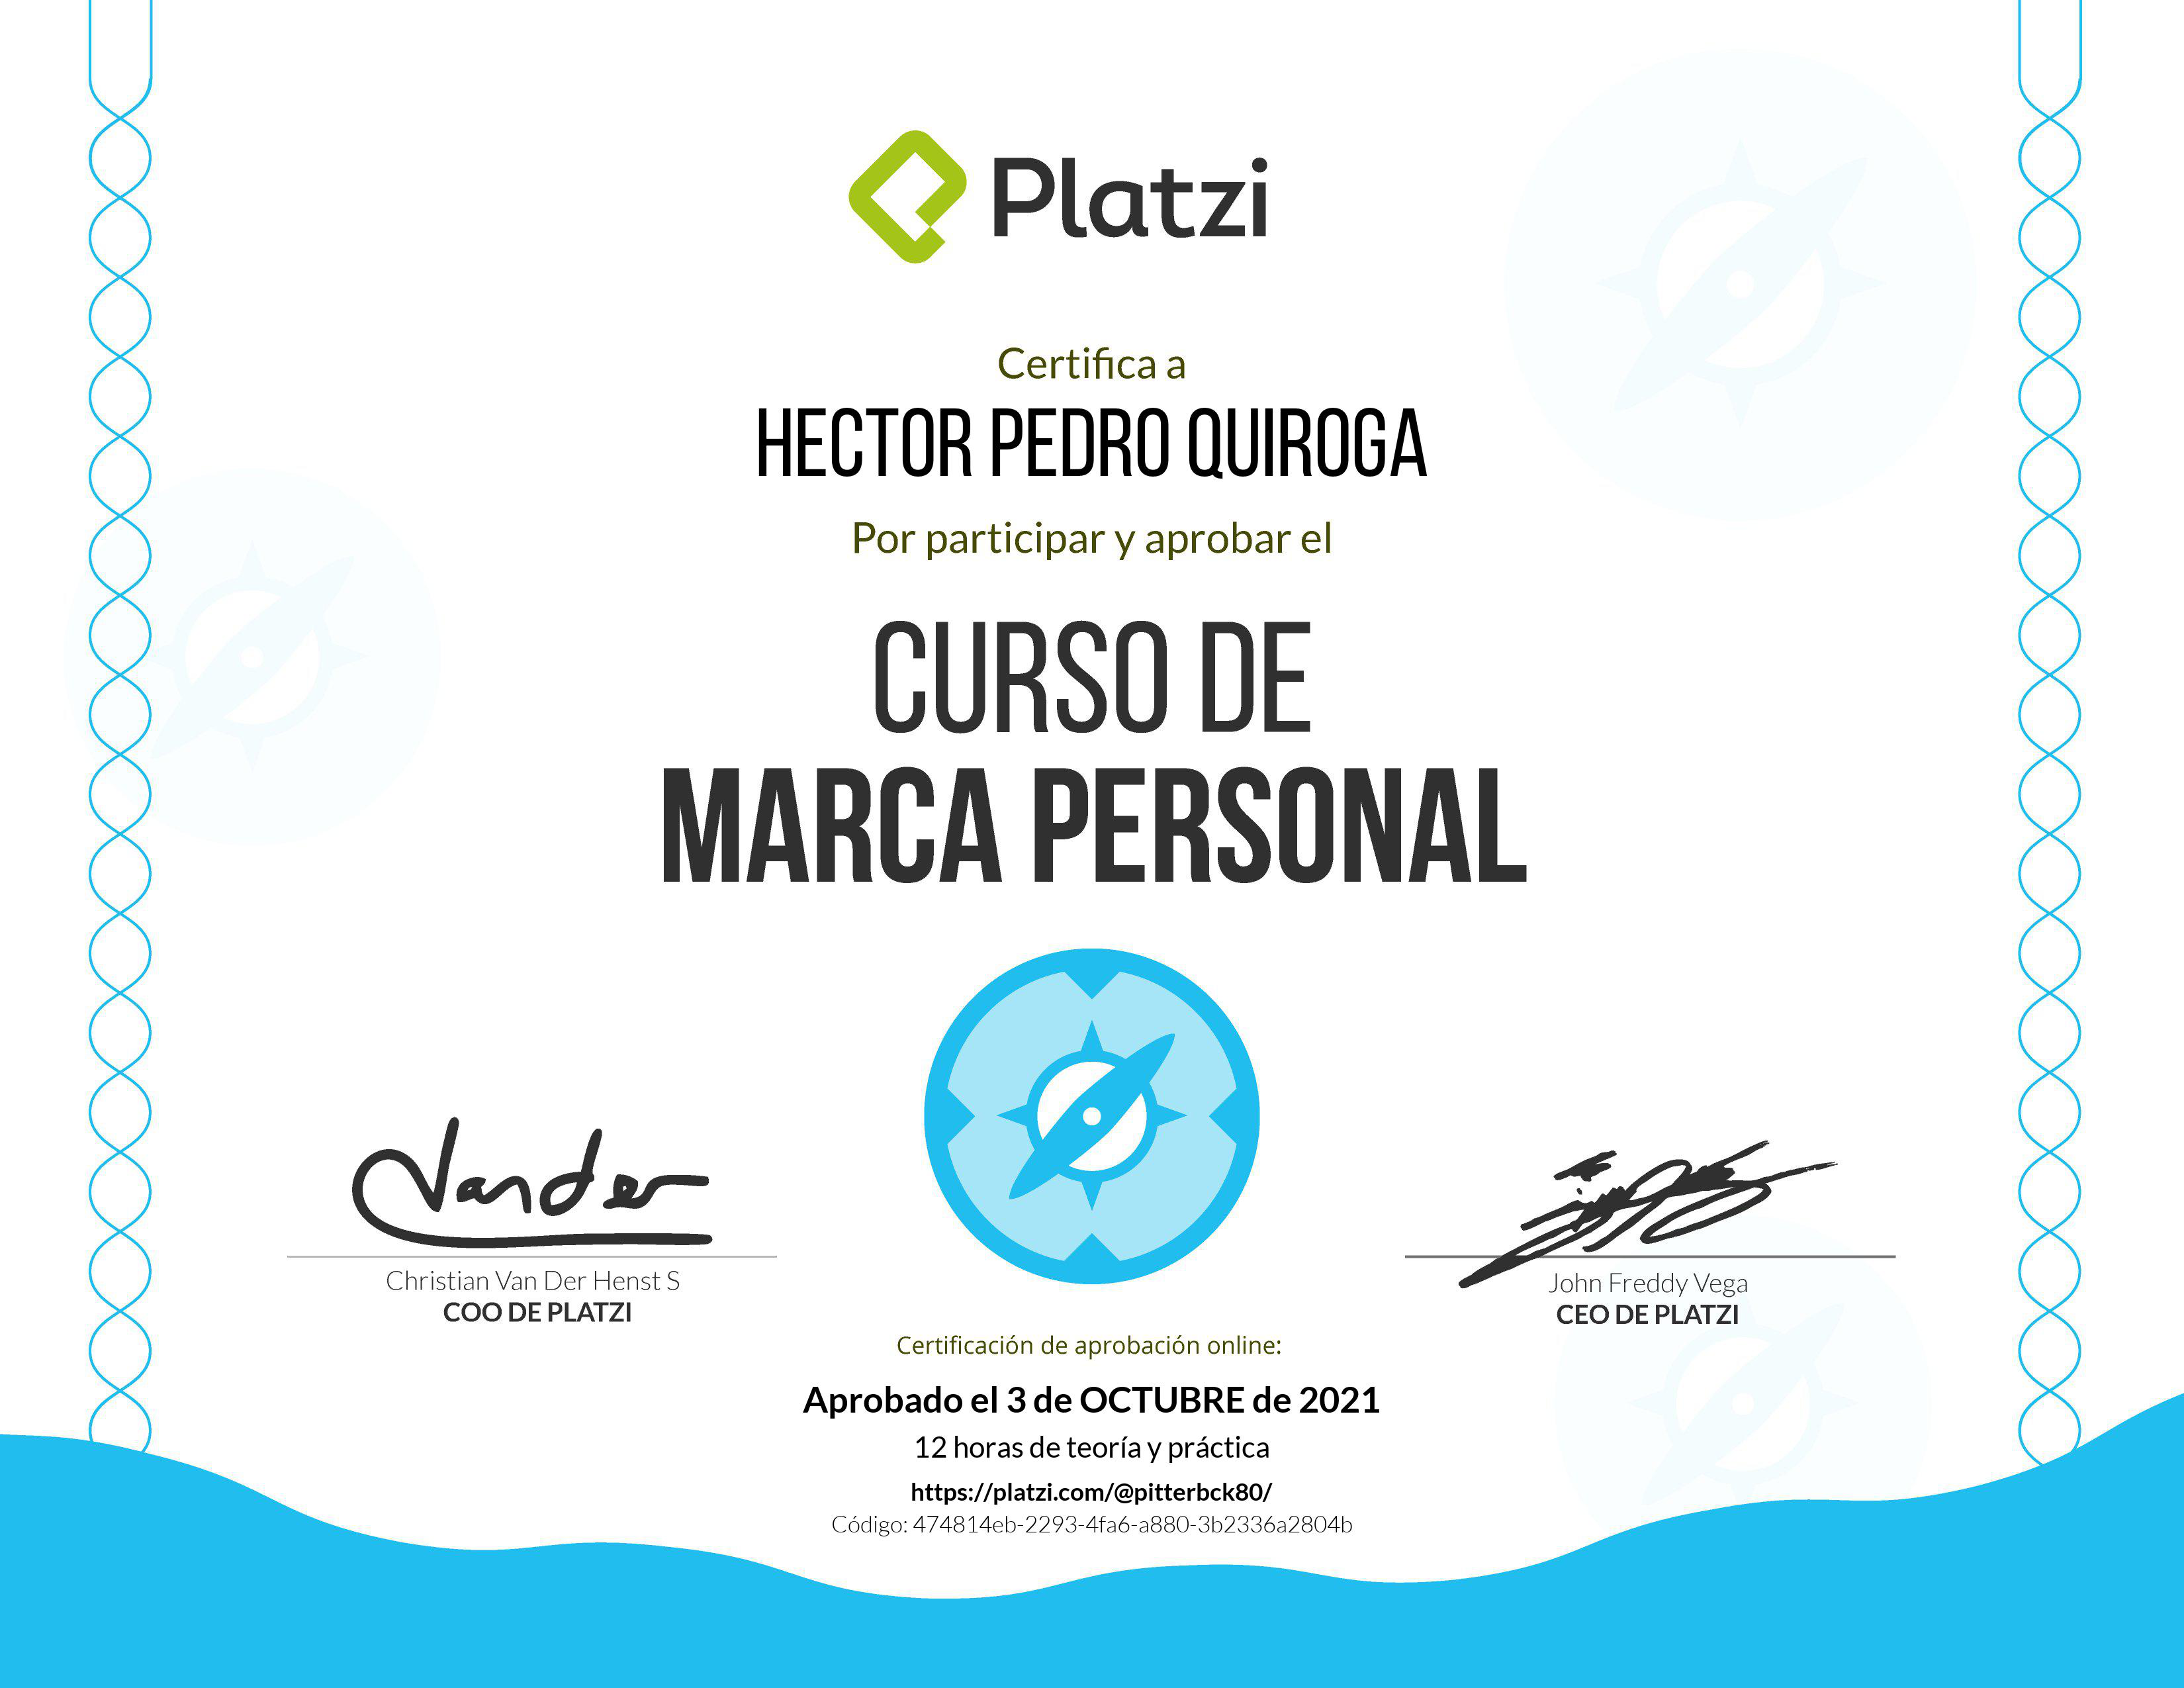 Platzi
Certifica a
HECTOR PEDRO QUIROGA
Por participar y aprobar el
CURSO DE
MARCA PERSONAL
Vander
Christian Van Der Henst S
COO DE PLATZI
John Freddy Vega
CEO DE PLATZI
Certificación de aprobación online:
Aprobado el 3 de OCTUBRE de 2021
12 horas de teoría y práctica
https://platzi.com/@pitterbck80/
Código: 474814eb-2293-4fa6-a880-3b2336a2804b